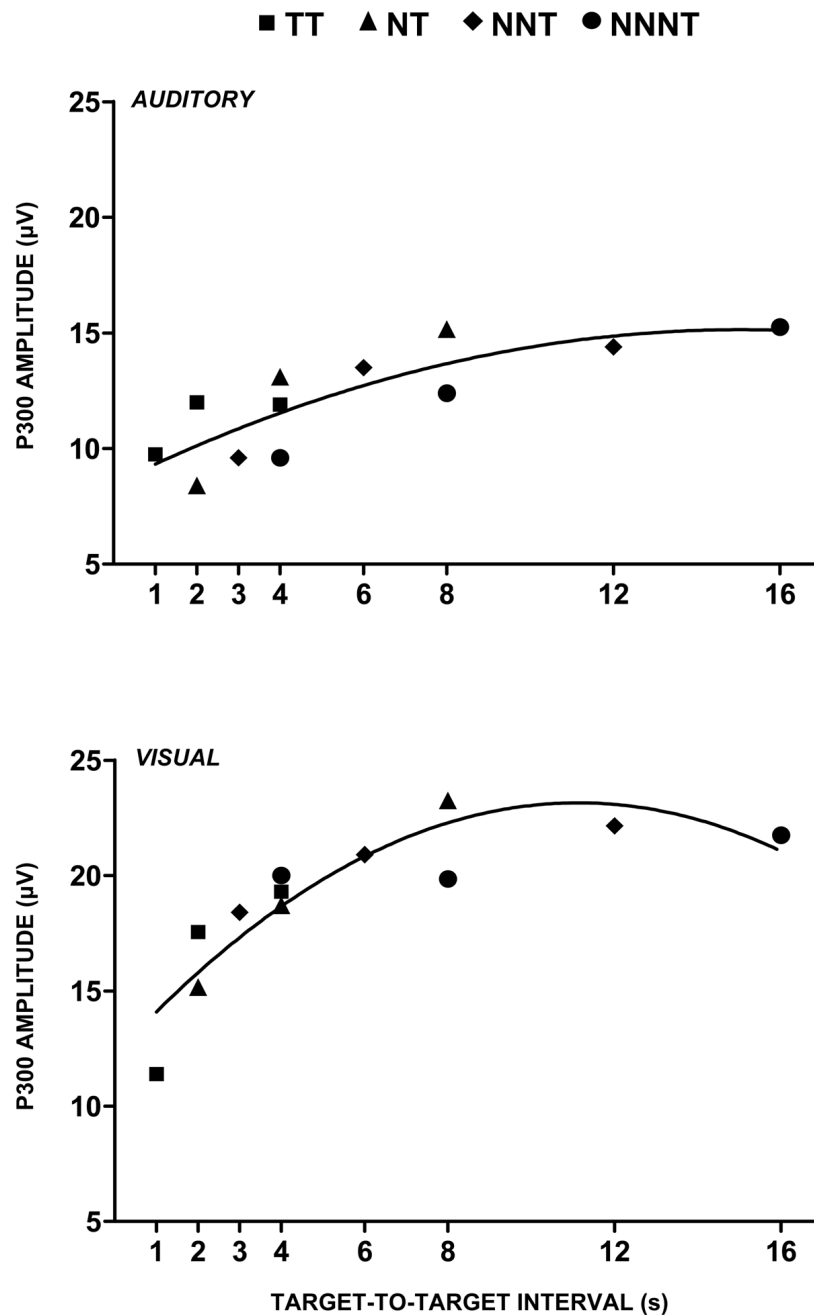 TT NT NNT NNNT
AUDITORY
P300 AMPLITUDE (µV)
25
20
15
10
5
1 2 3 4 6 8 12 16
VISUAL
P300 AMPLITUDE (µV)
25
20
15
10
5
1 2 3 4 6 8 12 16
TARGET-TO-TARGET INTERVAL (s)